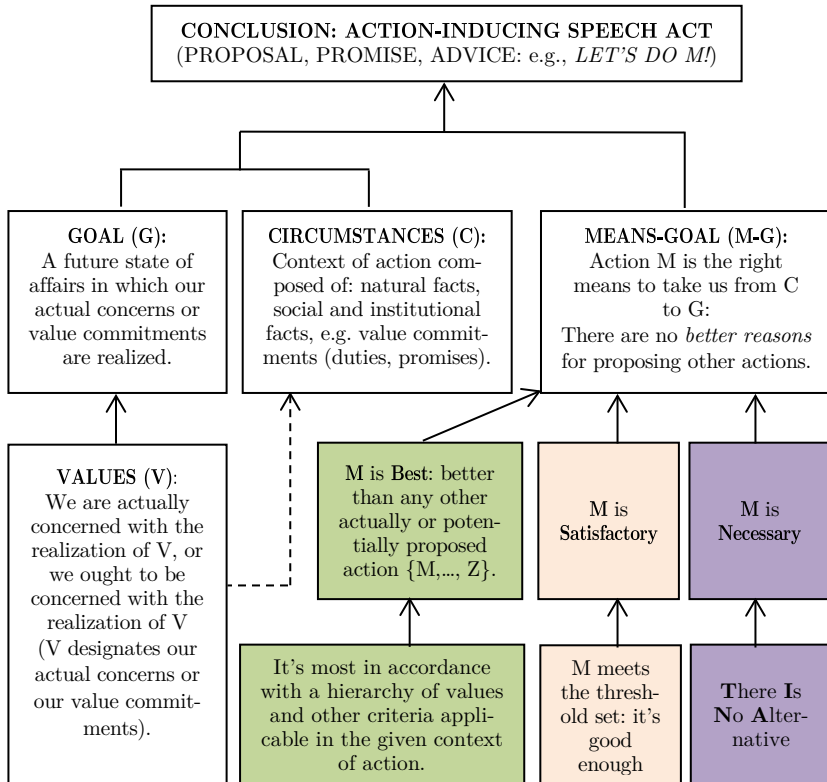 CONCLUSION: ACTION-INDUCING SPEECH ACT
(PROPOSAL, PROMISE, ADVICE: e.g., LET'S DO M!)
GOAL (G):
A future state of
affairs in which our
actual concerns or
value commitments
are realized.
CIRCUMSTANCES (C):
Context of action com-
posed of: natural facts,
social and institutional
facts, e.g. value commit-
ments (duties, promises).
MEANS-GOAL (M-G):
Action M is the right
means to take us from C
to G:
There are no better reasons
for proposing other actions.
VALUES (V):
We are actually
concerned with the
realization of V, or
we ought to be
concerned with the
realization of V
(V designates our
actual concerns or
our value commit-
ments).
M is Best: better
than any other
actually or poten-
tially proposed
action {M,..., Z}.
M is
Satisfactory
M is
Necessary
It's most in accordance
with a hierarchy of values
and other criteria appli-
cable in the given context
of action.
M meets
the thresh-
old set: it's
good
enough
There Is
No Alter-
native